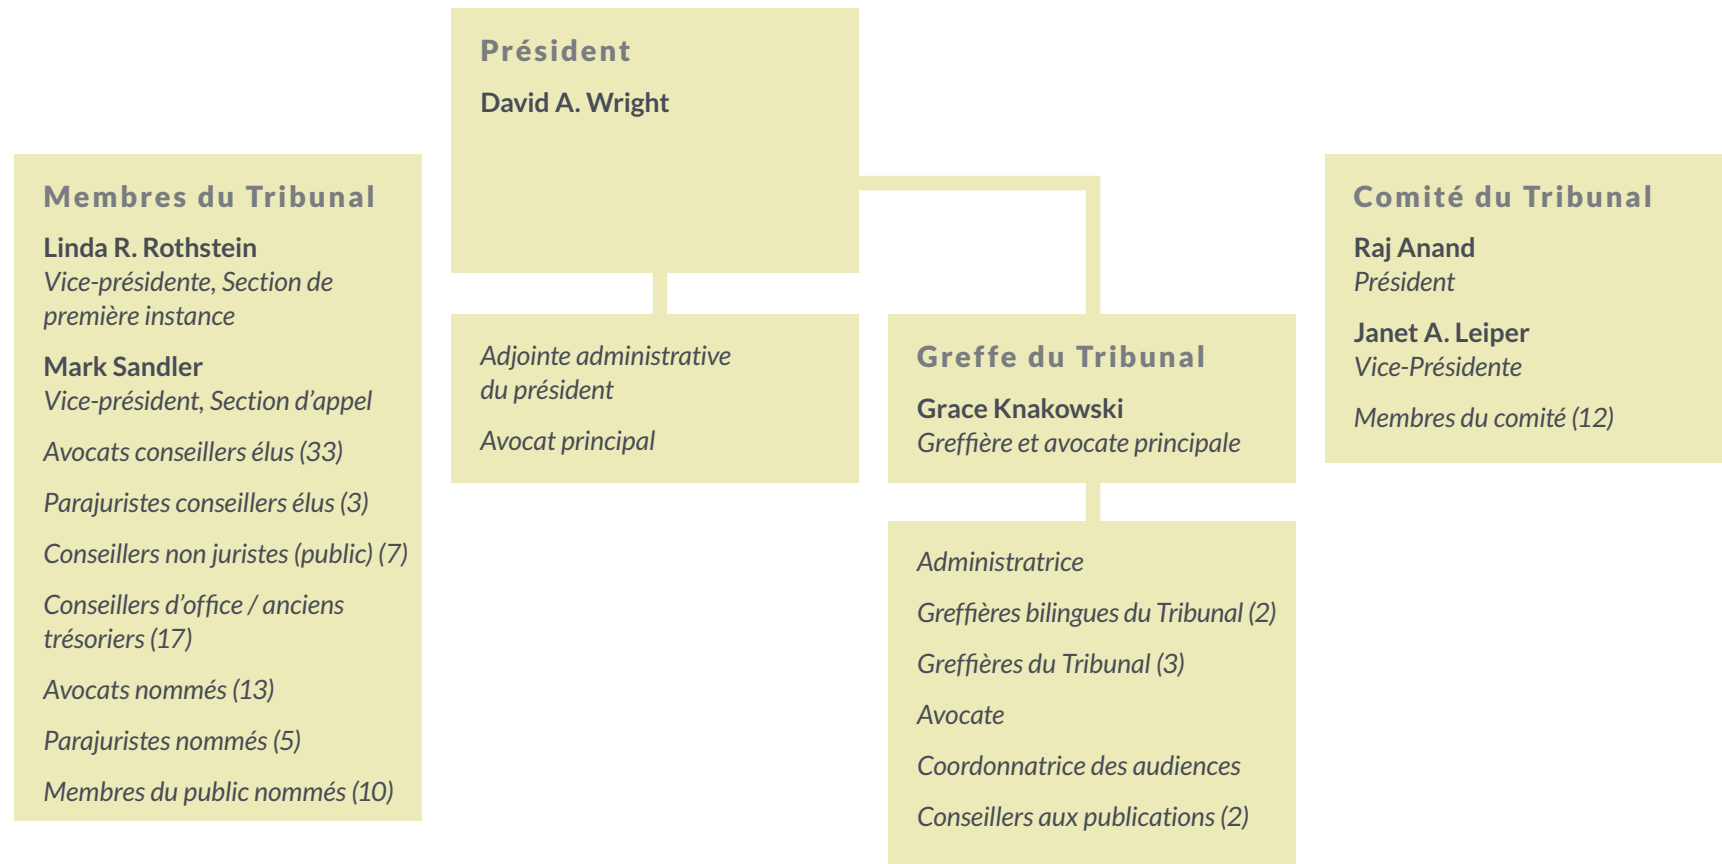 Président
David A. Wright
Membres du Tribunal
Linda R. Rothstein
Vice-présidente, Section de
première instance
Mark Sandler
Vice-président, Section d’appel
Avocats conseillers élus (33)
Parajuristes conseillers élus (3)
Conseillers non juristes (public) (7)
Conseillers d’office / anciens
trésoriers (17)
Avocats nommés (13)
Parajuristes nommés (5)
Membres du public nommés (10)
Adjointe administrative
du président
Avocat principal
Greffe du Tribunal
Grace Knakowski
Greffière et avocate principale
Administratrice
Greffières bilingues du Tribunal (2)
Greffières du Tribunal (3)
Avocate
Coordonnatrice des audiences
Conseillers aux publications (2)
Comité du Tribunal
Raj Anand
Président
Janet A. Leiper
Vice-Présidente
Membres du comité (12)